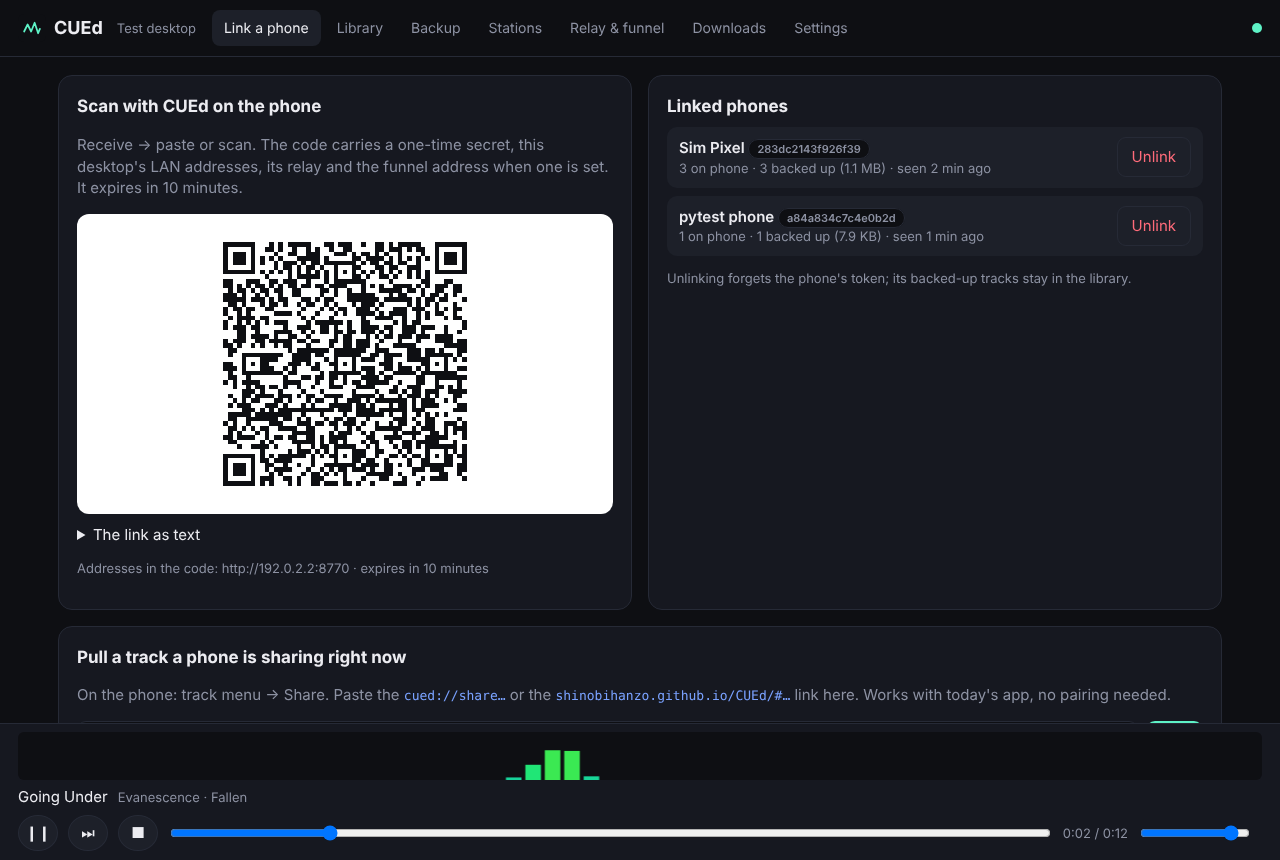 CUEd Test desktop Link a phone Library Backup Stations Relay & funnel Downloads Settings
Scan with CUEd on the phone
Receive → paste or scan. The code carries a one-time secret, this
desktop's LAN addresses, its relay and the funnel address when one is set.
It expires in 10 minutes.
The link as text
Addresses in the code: http://192.0.2.2:8770 · expires in 10 minutes
Linked phones
Sim Pixel 283dc2143f926f39
3 on phone · 3 backed up (1.1 MB) · seen 2 min ago
Unlink
pytest phone a84a834c7c4e0b2d
1 on phone · 1 backed up (7.9 KB) · seen 1 min ago
Unlink
Unlinking forgets the phone's token; its backed-up tracks stay in the library.
Pull a track a phone is sharing right now
On the phone: track menu → Share. Paste the cued://share… or the shinobihanzo.github.io/CUEd/#… link here. Works with today's app, no pairing needed.
Going Under Evanescence · Fallen
0:02 / 0:12